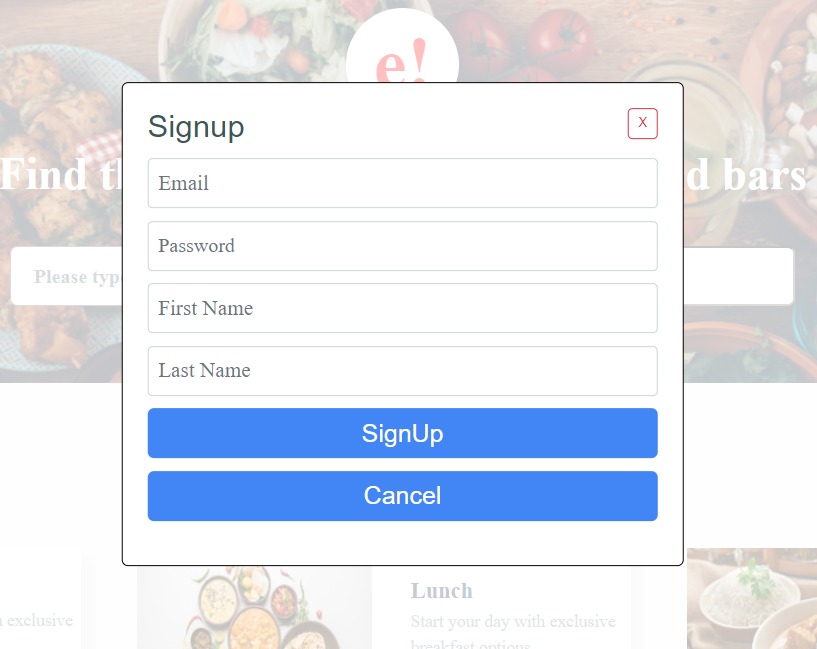 e!
Signup
X
Find th
d bars
Email
Password
Please type
First Name
Last Name
SignUp
Cancel
Lunch
exclusive
Start your day with exclusive
breakfast options